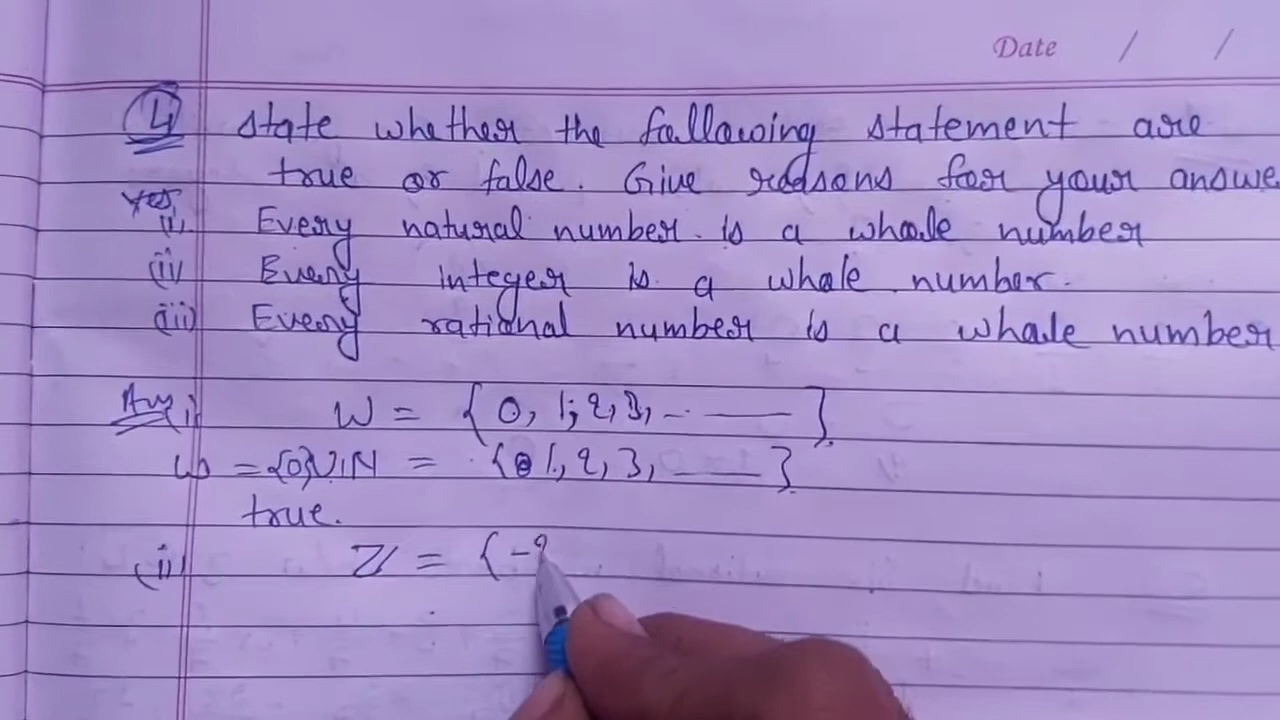 Date / /
4 State whether the following statement are
true or false. Give reasons for your answe
Yes
(i) Every natural number is a whole number
(ii) Every integer is a whole number.
(iii) Every rational number is a whole number
Ans i) W = { 0, 1, 2, 3, - — }
W = {0} U N = { 1, 2, 3, — }
true.
(ii) Z = { -2